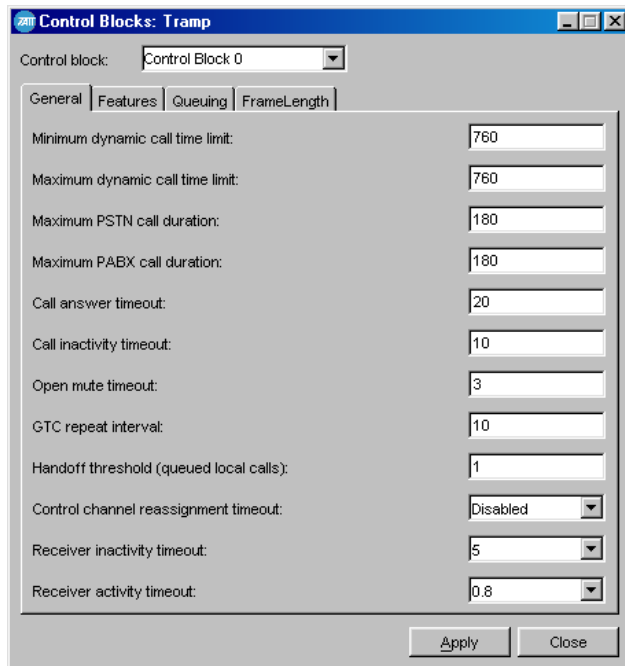 TAIT Control Blocks: Tramp
Control block: Control Block 0
General Features Queuing FrameLength
Minimum dynamic call time limit: 760
Maximum dynamic call time limit: 760
Maximum PSTN call duration: 180
Maximum PABX call duration: 180
Call answer timeout: 20
Call inactivity timeout: 10
Open mute timeout: 3
GTC repeat interval: 10
Handoff threshold (queued local calls): 1
Control channel reassignment timeout: Disabled
Receiver inactivity timeout: 5
Receiver activity timeout: 0.8
Apply Close